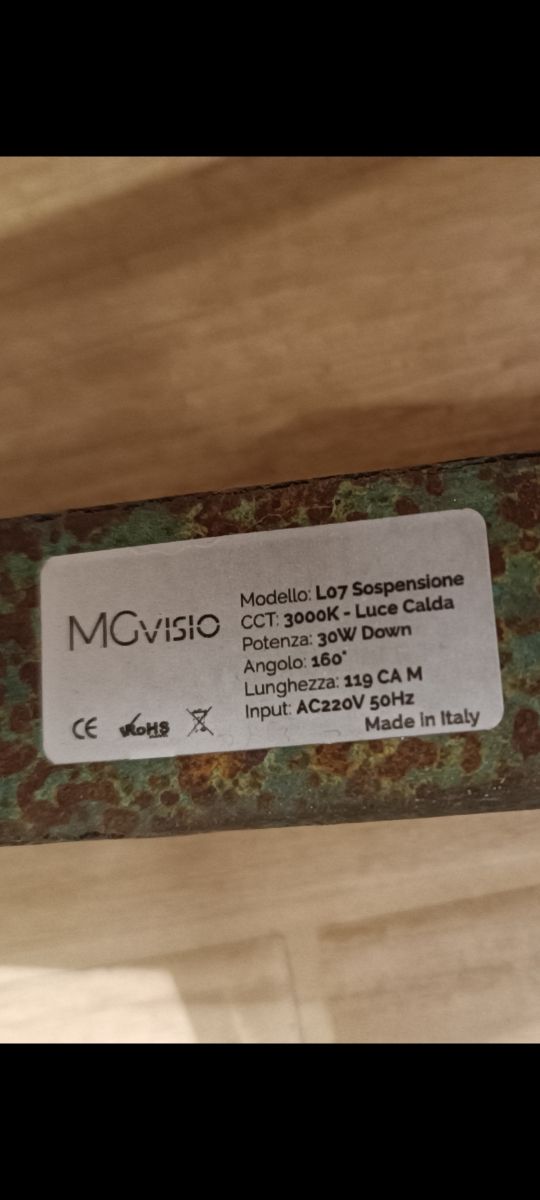 MGVISIO
Modello: L07 Sospensione
CCT: 3000K - Luce Calda
Potenza: 30W Down
Angolo: 160°
Lunghezza: 119 CA M
Input: AC220V 50Hz
Made in Italy
CE RoHS